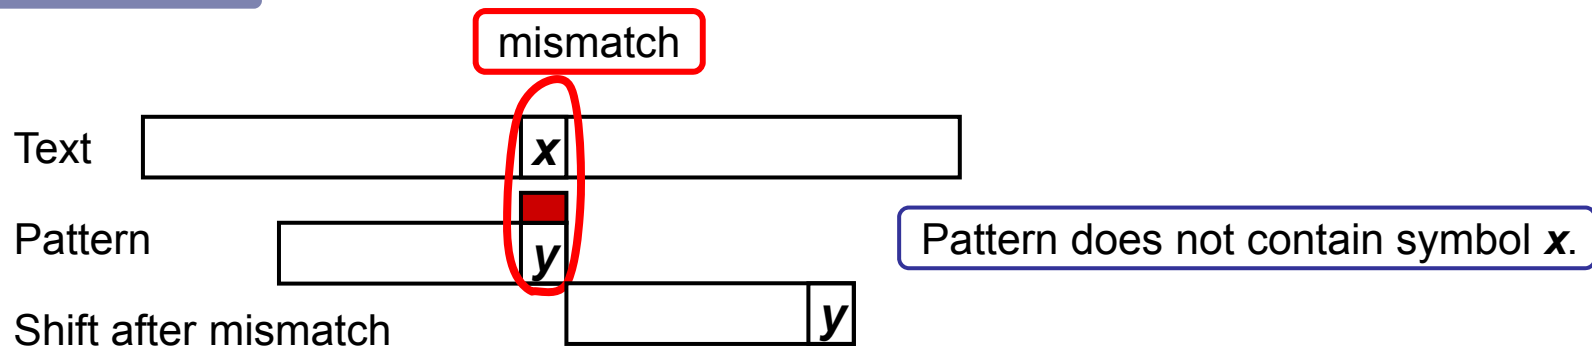 mismatch
Text x
Pattern y Pattern does not contain symbol x.
Shift after mismatch y